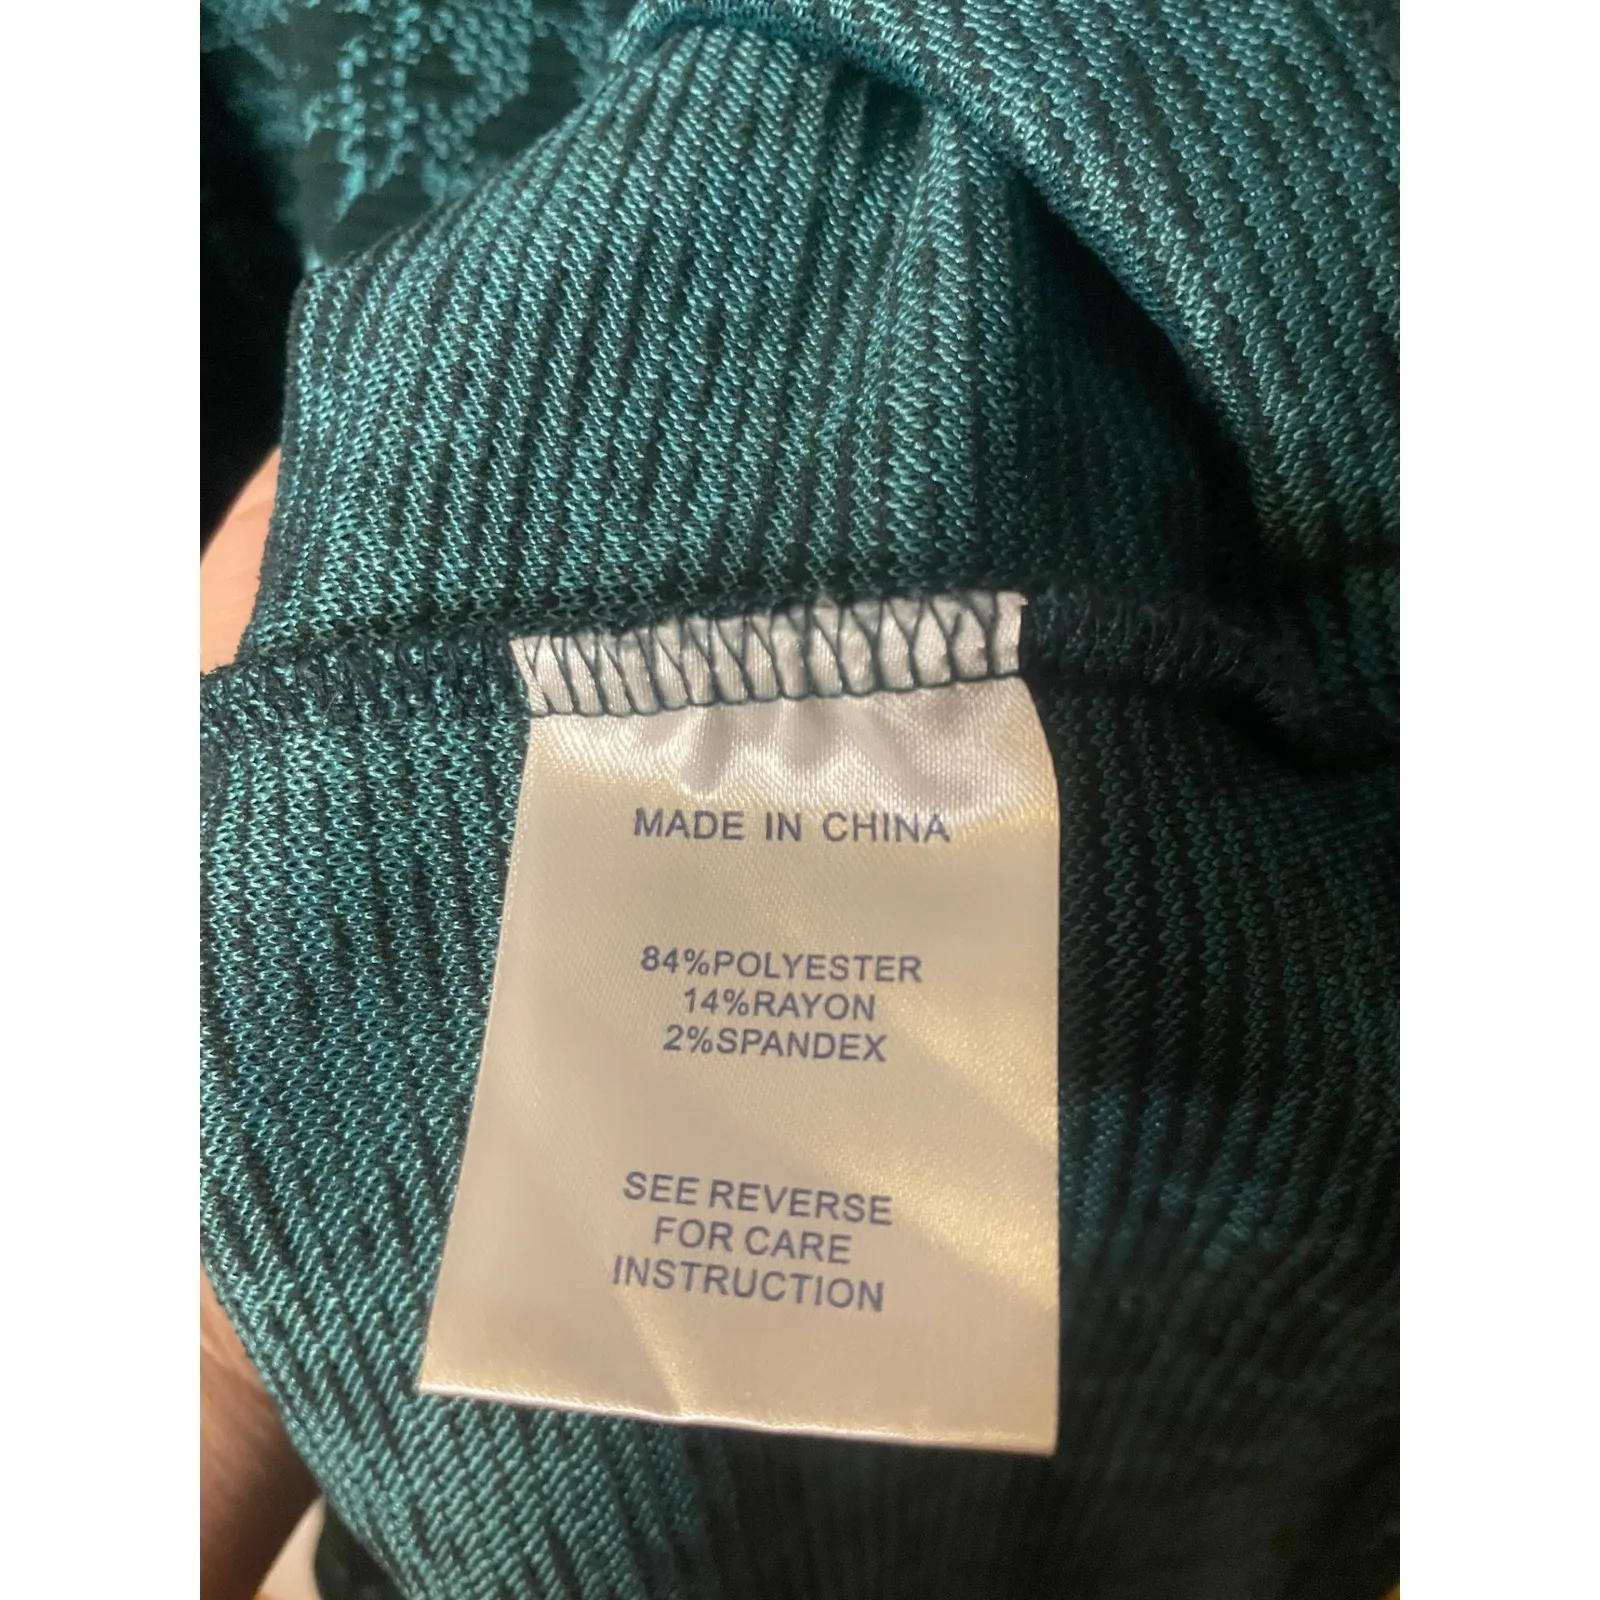 MADE IN CHINA
84%POLYESTER
14%RAYON
2%SPANDEX
SEE REVERSE
FOR CARE
INSTRUCTION